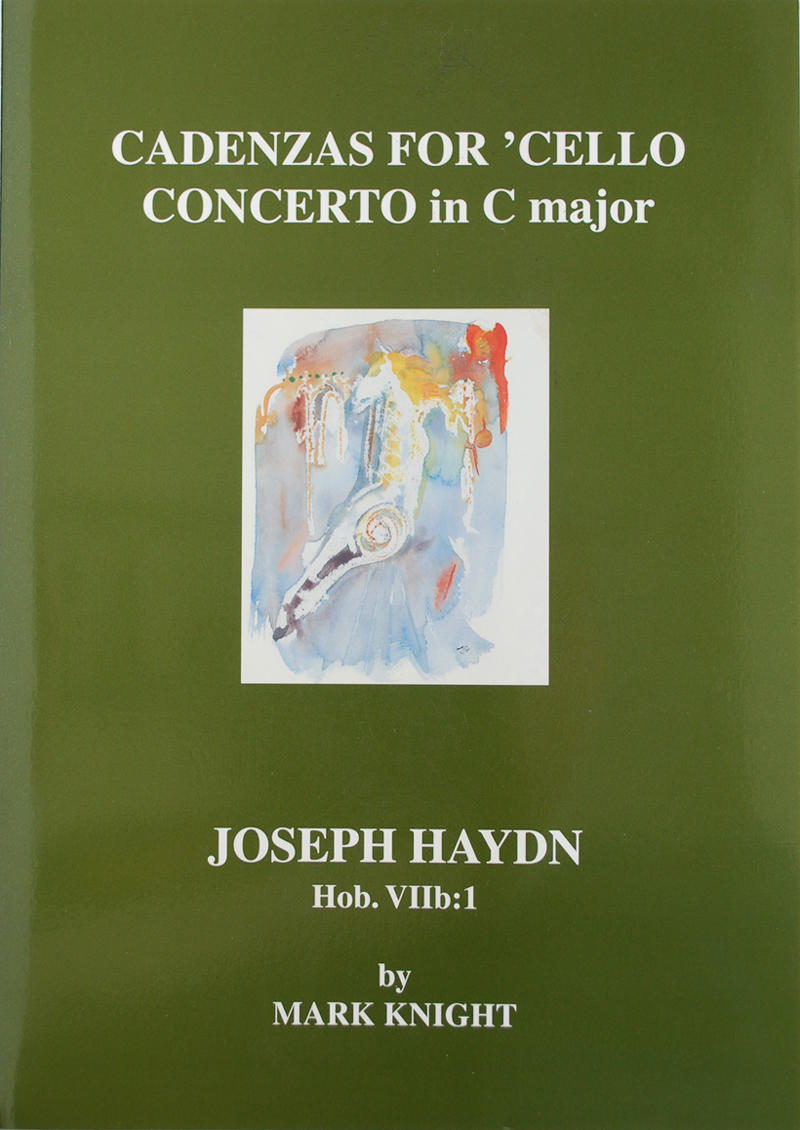 CADENZAS FOR ’CELLO
CONCERTO in C major
JOSEPH HAYDN
Hob. VIIb:1
by
MARK KNIGHT